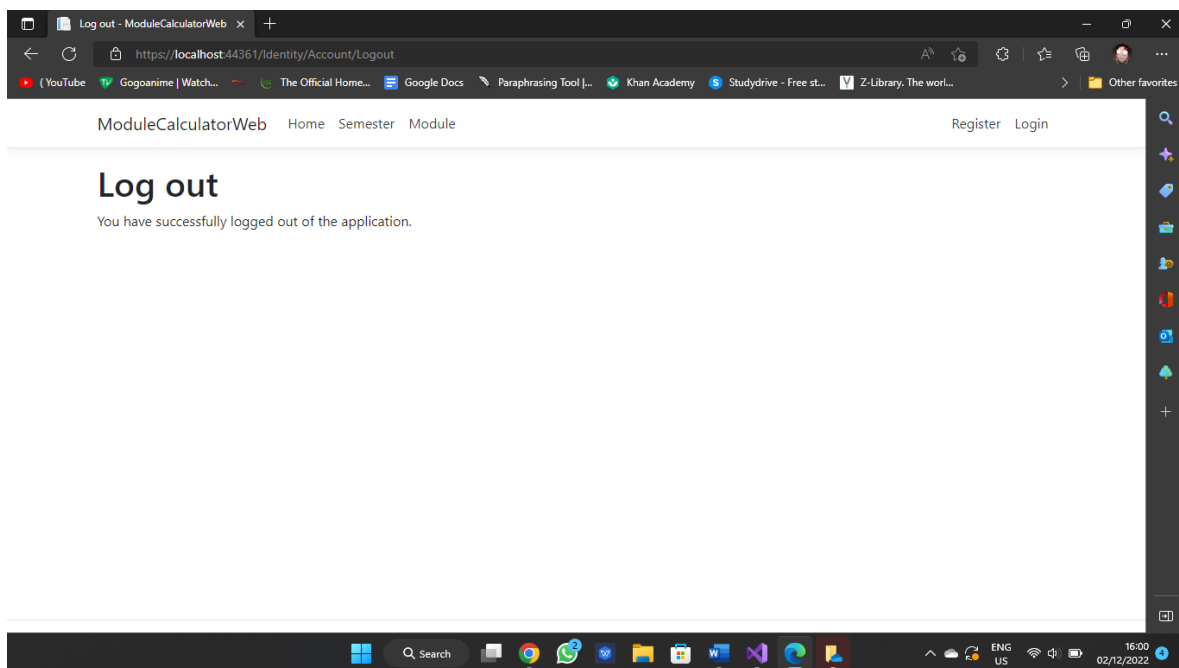 Log out - ModuleCalculatorWeb
https://localhost:44361/Identity/Account/Logout
(YouTube Gogoanime | Watch... The Official Home... Google Docs Paraphrasing Tool |... Khan Academy Studydrive - Free st... Z-Library. The worl... Other favorites
ModuleCalculatorWeb Home Semester Module Register Login
Log out
You have successfully logged out of the application.
Search 2 ENG 16:00
US 02/12/2022 4